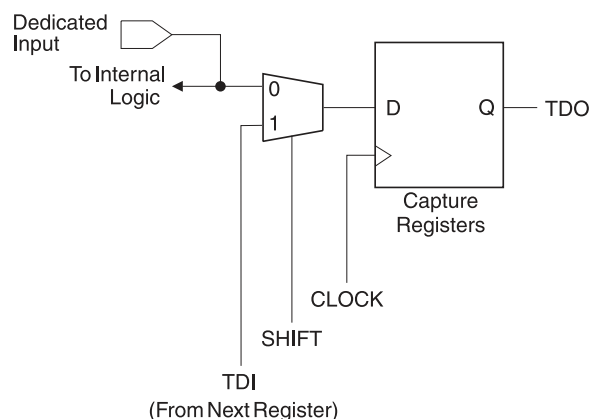 Dedicated
Input
To Internal
Logic
0
1
D
Q
TDO
Capture
Registers
CLOCK
SHIFT
TDI
(From Next Register)